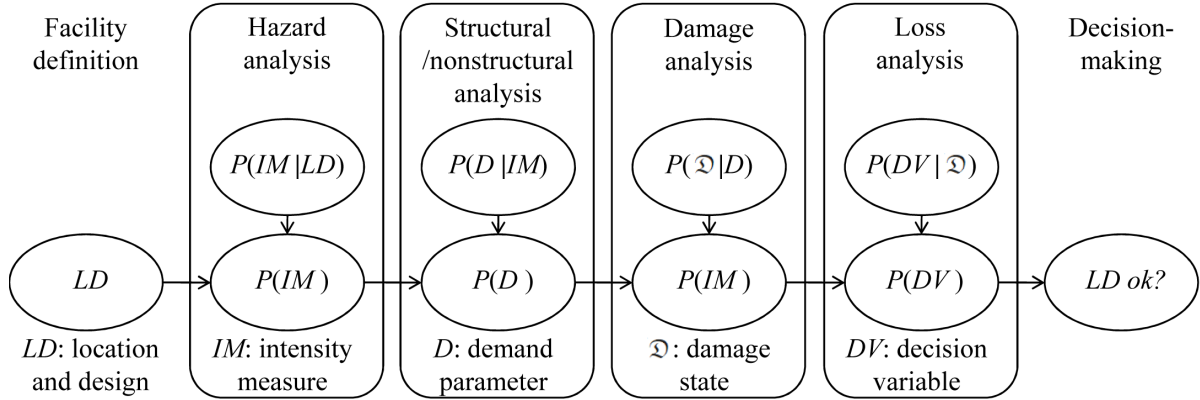 Facility
definition
Hazard
analysis
Structural
/nonstructural
analysis
Damage
analysis
Loss
analysis
Decision-
making
P(IM |LD)
P(D |IM)
P(𝔇|D)
P(DV | 𝔇)
LD
P(IM )
P(D )
P(IM )
P(DV )
LD ok?
LD: location
and design
IM: intensity
measure
D: demand
parameter
𝔇: damage
state
DV: decision
variable